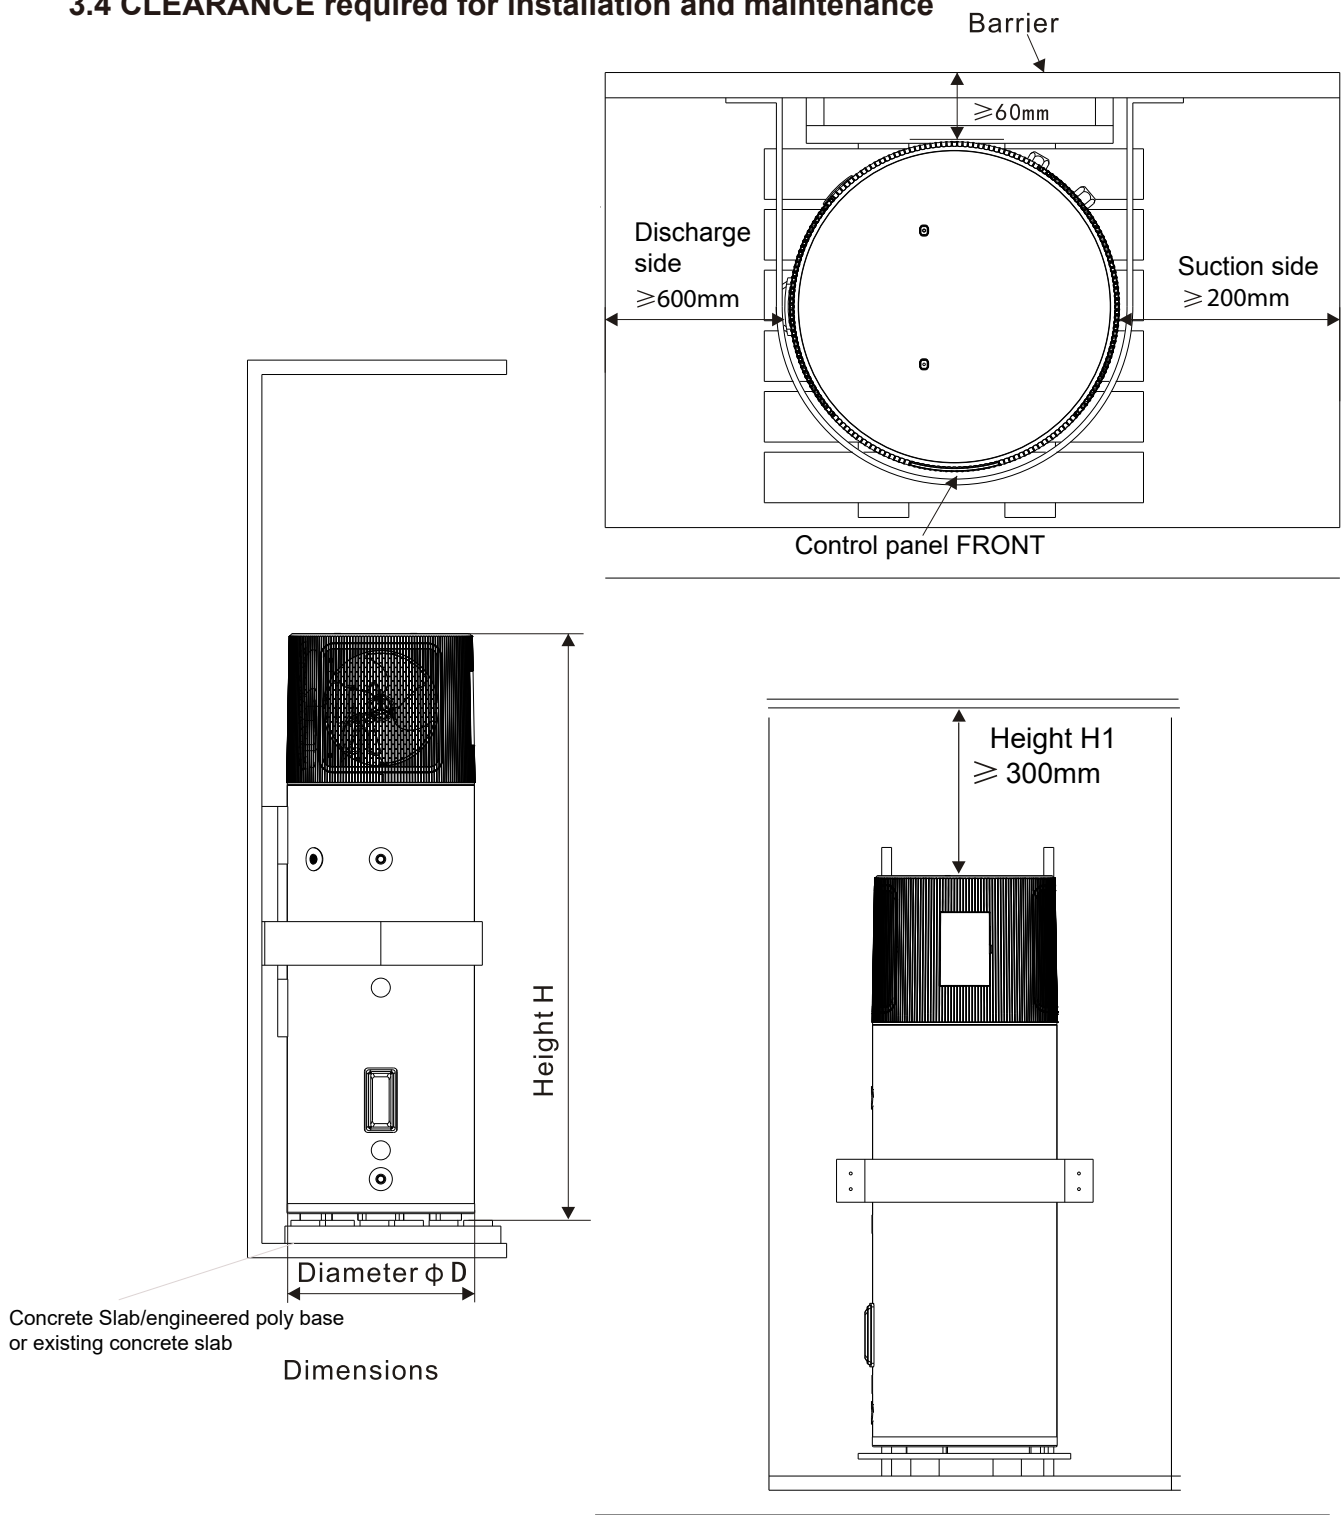 3.4 CLEARANCE required for installation and maintenance
Barrier
≥60mm
Discharge
side
≥600mm
Suction side
≥200mm
Control panel FRONT
Height H1
≥ 300mm
Height H
Diameter φ D
Concrete Slab/engineered poly base
or existing concrete slab
Dimensions